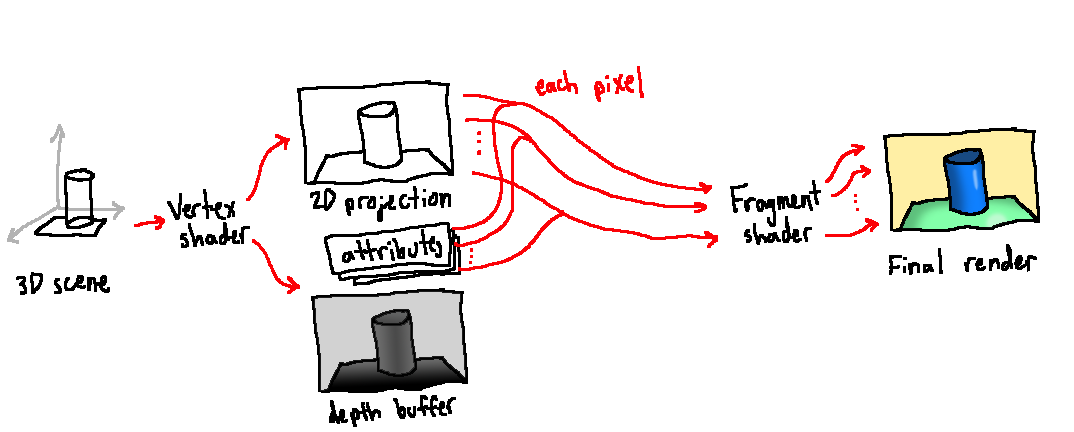 each pixel
3D scene
Vertex
shader
2D projection
attributes
depth buffer
Fragment
shader
Final render